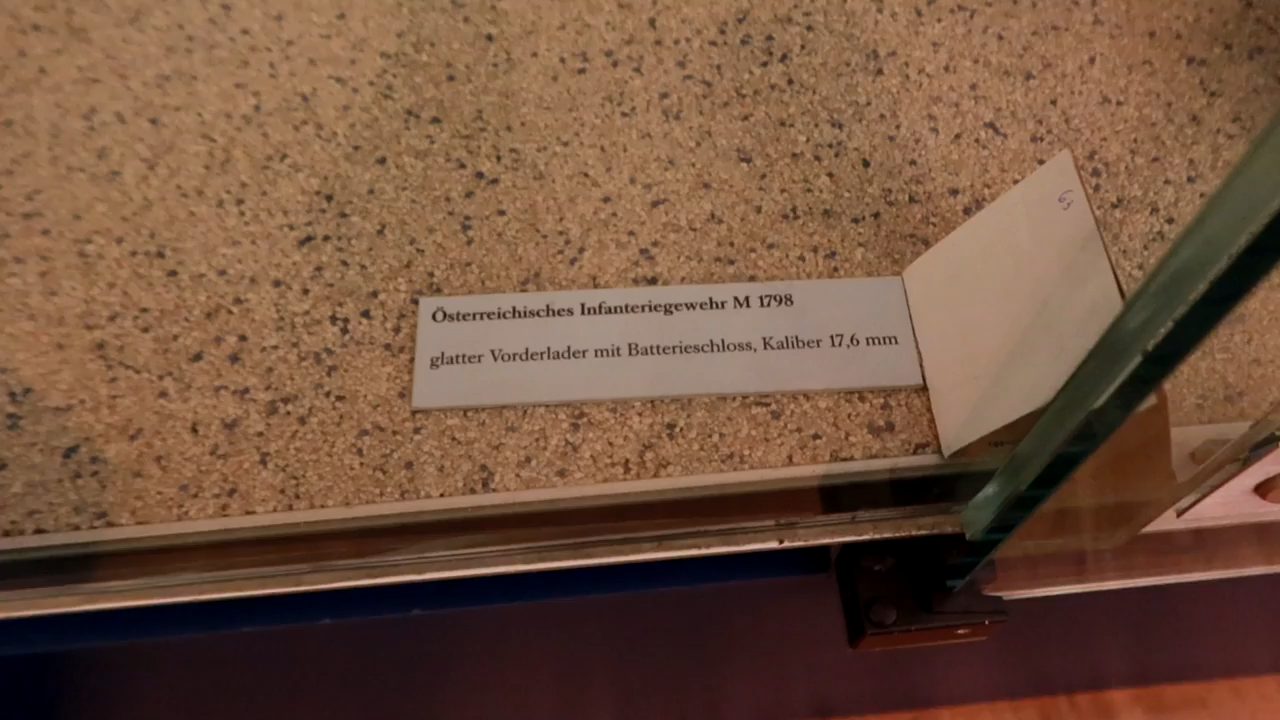 Österreichisches Infanteriegewehr M 1798
glatter Vorderlader mit Batterieschloss, Kaliber 17,6 mm